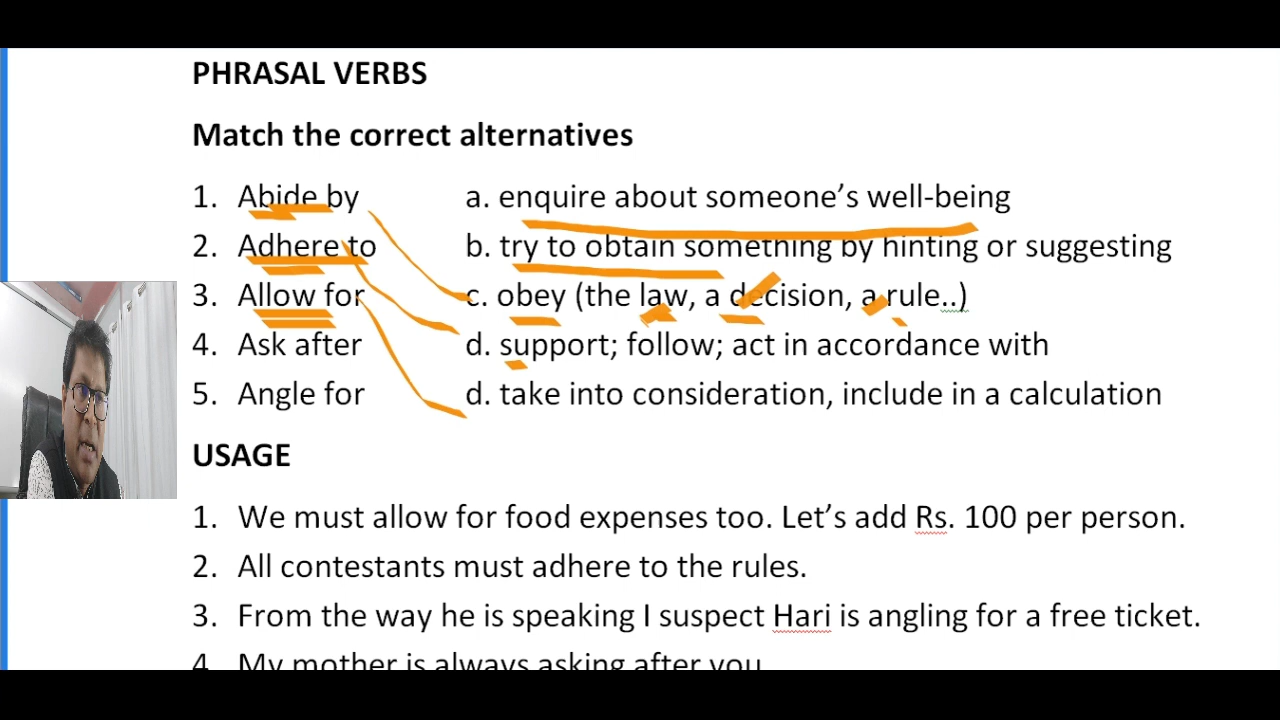 PHRASAL VERBS
Match the correct alternatives
1. Abide by a. enquire about someone’s well-being
2. Adhere to b. try to obtain something by hinting or suggesting
3. Allow for c. obey (the law, a decision, a rule..)
4. Ask after d. support; follow; act in accordance with
5. Angle for d. take into consideration, include in a calculation
USAGE
1. We must allow for food expenses too. Let’s add Rs. 100 per person.
2. All contestants must adhere to the rules.
3. From the way he is speaking I suspect Hari is angling for a free ticket.
4. My mother is always asking after you